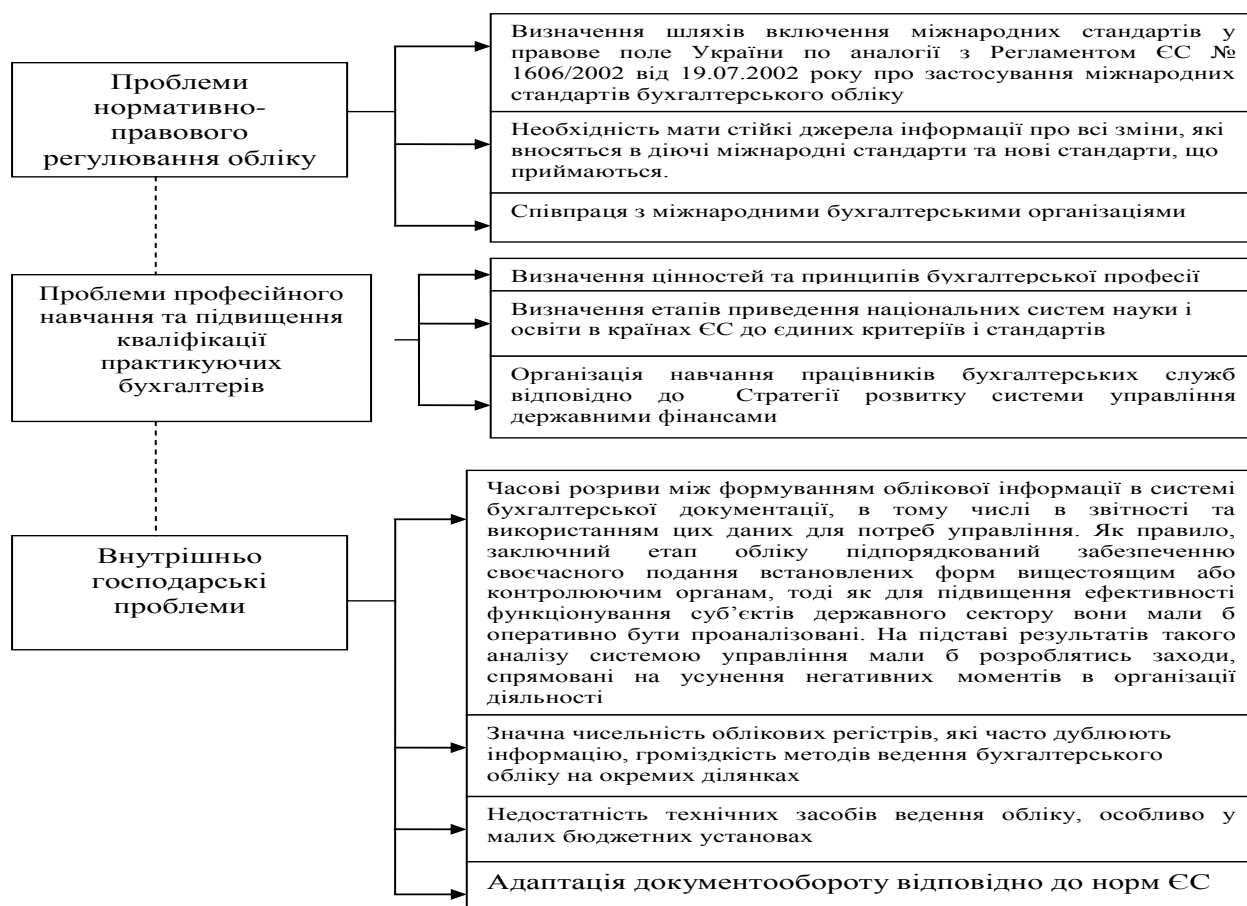 Проблеми
нормативно-
правового
регулювання обліку
Визначення шляхів включення міжнародних стандартів у
правове поле України по аналогії з Регламентом ЄС №
1606/2002 від 19.07.2002 року про застосування міжнародних
стандартів бухгалтерського обліку
Необхідність мати стійкі джерела інформації про всі зміни, які
вносяться в діючі міжнародні стандарти та нові стандарти, що
приймаються.
Співпраця з міжнародними бухгалтерськими організаціями
Проблеми професійного
навчання та підвищення
кваліфікації
практикуючих
бухгалтерів
Визначення цінностей та принципів бухгалтерської професії
Визначення етапів приведення національних систем науки і
освіти в країнах ЄС до єдиних критеріїв і стандартів
Організація навчання працівників бухгалтерських служб
відповідно до Стратегії розвитку системи управління
державними фінансами
Внутрішньо
господарські
проблеми
Часові розриви між формуванням облікової інформації в системі
бухгалтерської документації, в тому числі в звітності та
використанням цих даних для потреб управління. Як правило,
заключний етап обліку підпорядкований забезпеченню
своєчасного подання встановлених форм вищестоящим або
контролюючим органам, тоді як для підвищення ефективності
функціонування суб’єктів державного сектору вони мали б
оперативно бути проаналізовані. На підставі результатів такого
аналізу системою управління мали б розроблятись заходи,
спрямовані на усунення негативних моментів в організації
діяльності
Значна чисельність облікових регістрів, які часто дублюють
інформацію, громіздкість методів ведення бухгалтерського
обліку на окремих ділянках
Недостатність технічних засобів ведення обліку, особливо у
малих бюджетних установах
Адаптація документообороту відповідно до норм ЄС